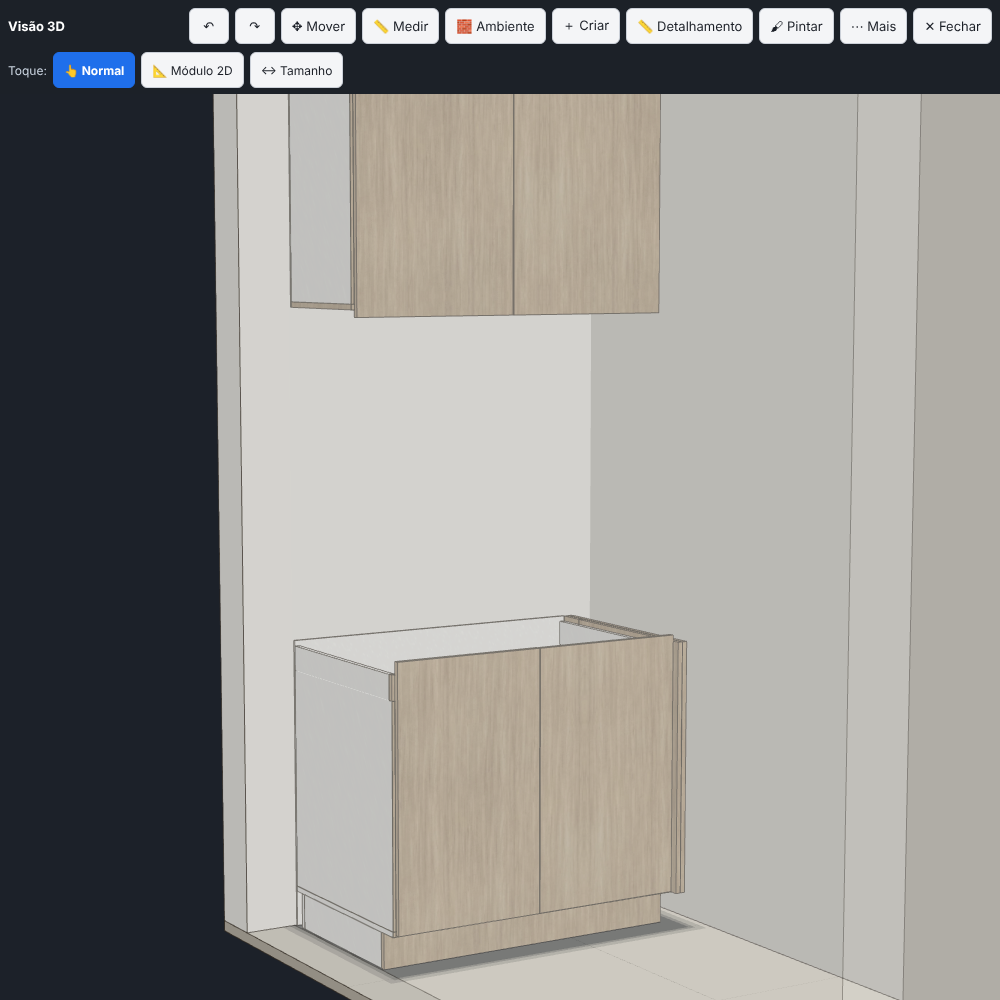 Visão 3D ↶ ↷ ✥ Mover 📏 Medir 🧱 Ambiente + Criar 📏 Detalhamento 🖌 Pintar ⋯ Mais ✕ Fechar
Toque: 👆 Normal 📐 Módulo 2D ↔ Tamanho